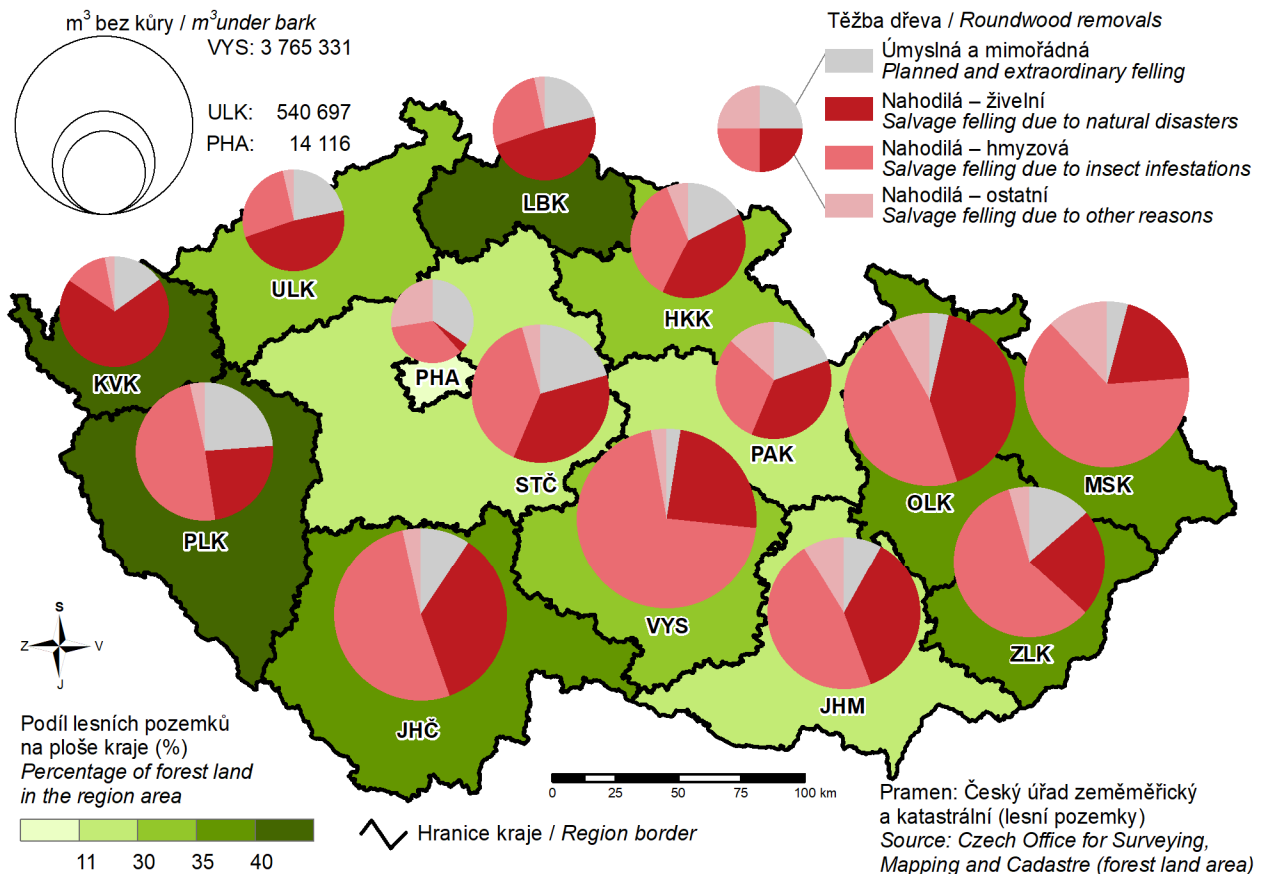 m³ bez kůry / m³under bark
VYS: 3 765 331
ULK: 540 697
PHA: 14 116
Těžba dřeva / Roundwood removals
Úmyslná a mimořádná
Planned and extraordinary felling
Nahodilá – živelní
Salvage felling due to natural disasters
Nahodilá – hmyzová
Salvage felling due to insect infestations
Nahodilá – ostatní
Salvage felling due to other reasons
LBK
ULK
HKK
KVK
PHA
STČ
PAK
OLK
MSK
PLK
VYS
ZLK
JHM
JHČ
S
Z
V
J
Podíl lesních pozemků
na ploše kraje (%)
Percentage of forest land
in the region area
11 30 35 40
Hranice kraje / Region border
0 25 50 75 100 km
Pramen: Český úřad zeměměřický
a katastrální (lesní pozemky)
Source: Czech Office for Surveying,
Mapping and Cadastre (forest land area)